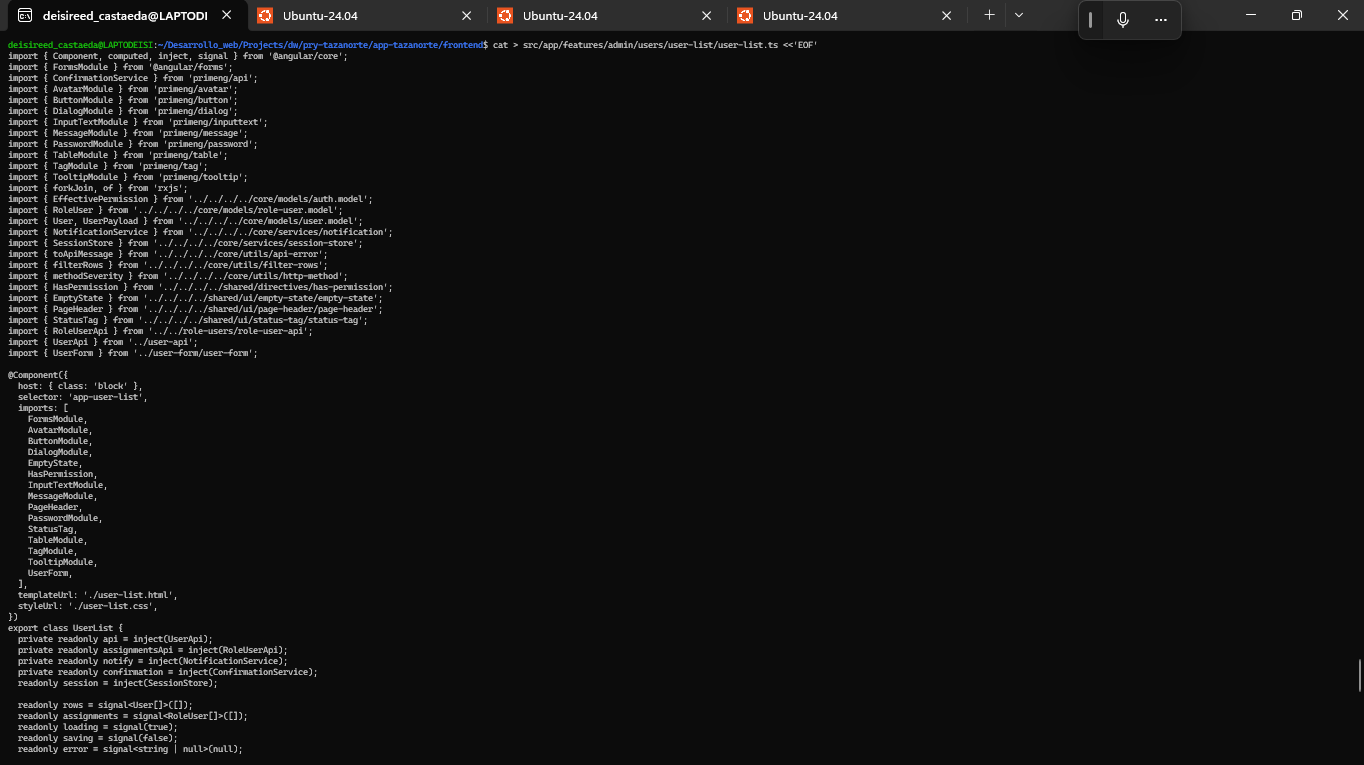 deisireed_castaeda@LAPTODI
Ubuntu-24.04
Ubuntu-24.04
Ubuntu-24.04
deisireed_castaeda@LAPTODEISI:~/Desarrollo_web/Projects/dw/pry-tazanorte/app-tazanorte/frontend$ cat > src/app/features/admin/users/user-list/user-list.ts <<'EOF'
import { Component, computed, inject, signal } from '@angular/core';
import { FormsModule } from '@angular/forms';
import { ConfirmationService } from 'primeng/api';
import { AvatarModule } from 'primeng/avatar';
import { ButtonModule } from 'primeng/button';
import { DialogModule } from 'primeng/dialog';
import { InputTextModule } from 'primeng/inputtext';
import { MessageModule } from 'primeng/message';
import { PasswordModule } from 'primeng/password';
import { TableModule } from 'primeng/table';
import { TagModule } from 'primeng/tag';
import { TooltipModule } from 'primeng/tooltip';
import { forkJoin, of } from 'rxjs';
import { EffectivePermission } from '../../../../core/models/auth.model';
import { RoleUser } from '../../../../core/models/role-user.model';
import { User, UserPayload } from '../../../../core/models/user.model';
import { NotificationService } from '../../../../core/services/notification';
import { SessionStore } from '../../../../core/services/session-store';
import { toApiMessage } from '../../../../core/utils/api-error';
import { filterRows } from '../../../../core/utils/filter-rows';
import { methodSeverity } from '../../../../core/utils/http-method';
import { HasPermission } from '../../../../shared/directives/has-permission';
import { EmptyState } from '../../../../shared/ui/empty-state/empty-state';
import { PageHeader } from '../../../../shared/ui/page-header/page-header';
import { StatusTag } from '../../../../shared/ui/status-tag/status-tag';
import { RoleUserApi } from '../../role-users/role-user-api';
import { UserApi } from '../user-api';
import { UserForm } from '../user-form/user-form';
@Component({
host: { class: 'block' },
selector: 'app-user-list',
imports: [
FormsModule,
AvatarModule,
ButtonModule,
DialogModule,
EmptyState,
HasPermission,
InputTextModule,
MessageModule,
PageHeader,
PasswordModule,
StatusTag,
TableModule,
TagModule,
TooltipModule,
UserForm,
],
templateUrl: './user-list.html',
styleUrl: './user-list.css',
})
export class UserList {
private readonly api = inject(UserApi);
private readonly assignmentsApi = inject(RoleUserApi);
private readonly notify = inject(NotificationService);
private readonly confirmation = inject(ConfirmationService);
readonly session = inject(SessionStore);
readonly rows = signal<User[]>([]);
readonly assignments = signal<RoleUser[]>([]);
readonly loading = signal(true);
readonly saving = signal(false);
readonly error = signal<string | null>(null);